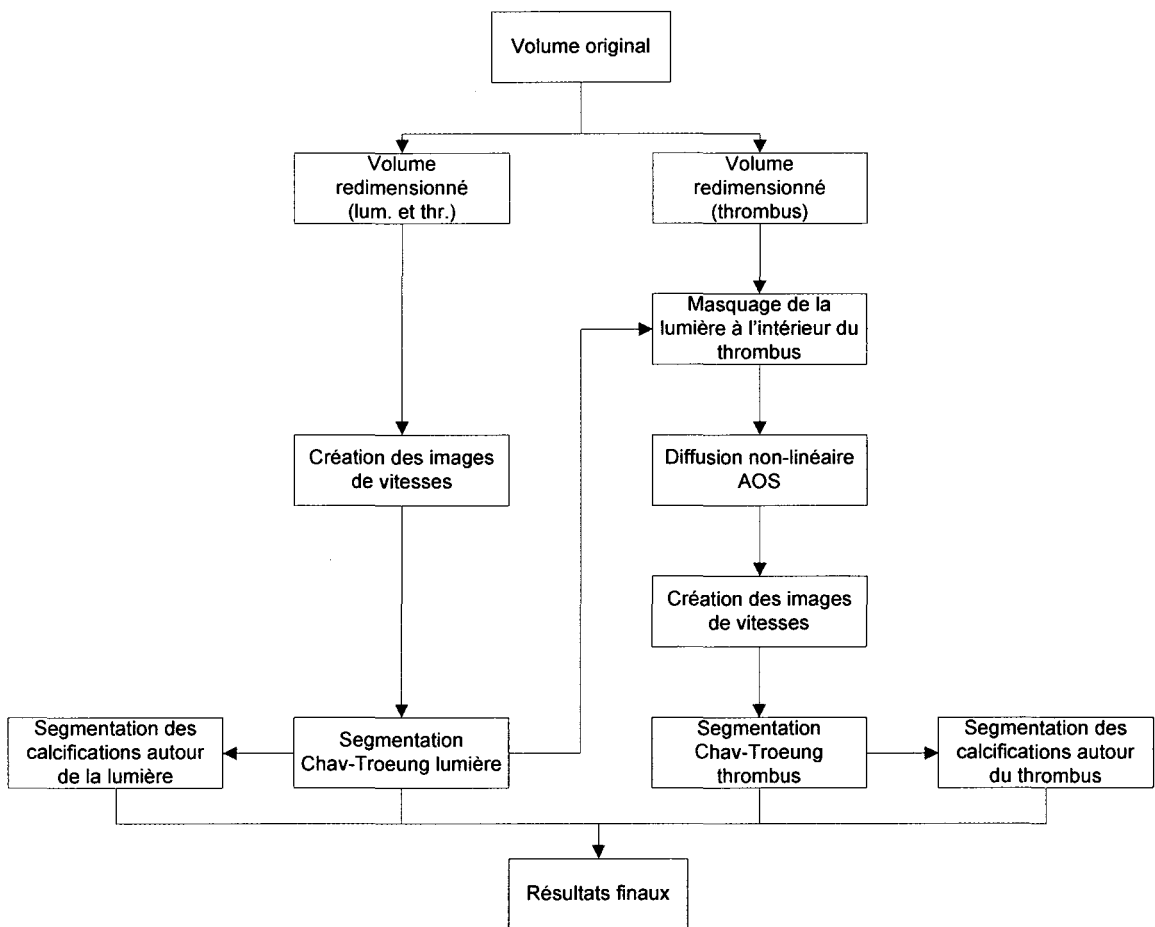 Volume original
Volume
redimensionné
(lum. et thr.)
Volume
redimensionné
(thrombus)
Masquage de la
lumière à l'intérieur du
thrombus
Création des images
de vitesses
Diffusion non-linéaire
AOS
Création des images
de vitesses
Segmentation des
calcifications autour
de la lumière
Segmentation
Chav-Troeung lumière
Segmentation
Chav-Troeung
thrombus
Segmentation des
calcifications autour
du thrombus
Résultats finaux